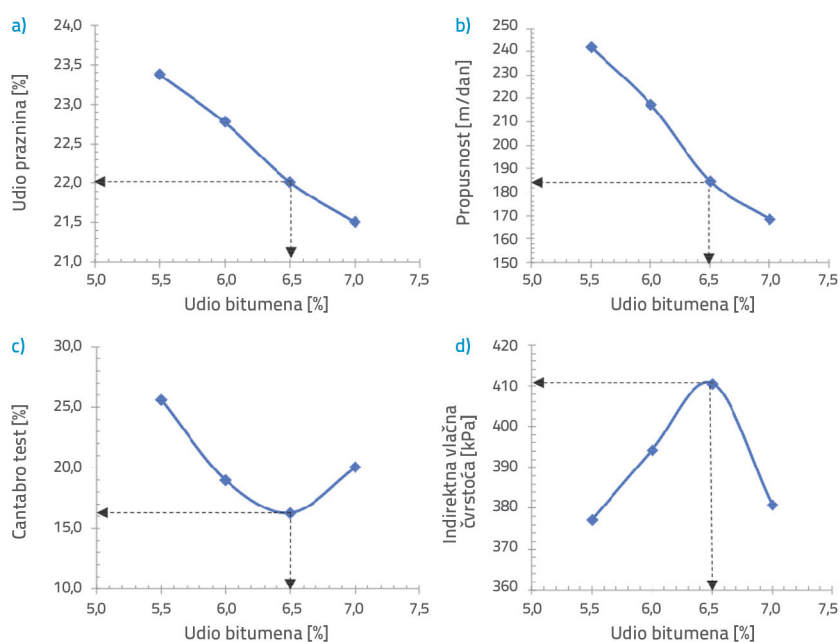 a)
24,0
23,5
23,0
22,5
22,0
21,5
21,0
Udio praznina [%]
5,0 5,5 6,0 6,5 7,0 7,5
Udio bitumena [%]
b)
250
240
230
220
210
200
190
180
170
160
150
Propusnost [m/dan]
5,0 5,5 6,0 6,5 7,0 7,5
Udio bitumena [%]
c)
30,0
25,0
20,0
15,0
10,0
Cantabro test [%]
5,0 5,5 6,0 6,5 7,0 7,5
Udio bitumena [%]
d)
420
410
400
390
380
370
360
Indirektna vlačna
čvrstoća [kPa]
5,0 5,5 6,0 6,5 7,0 7,5
Udio bitumena [%]